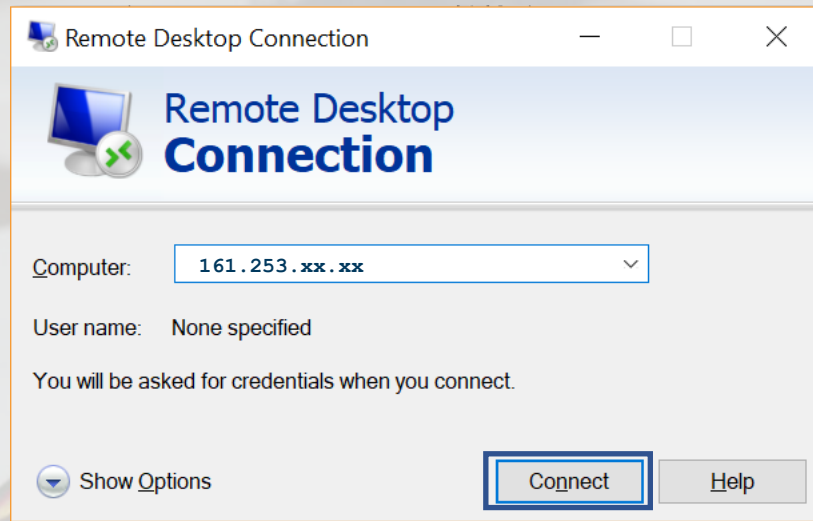 Remote Desktop Connection
Remote Desktop
Connection
Computer: 161.253.xx.xx
User name: None specified
You will be asked for credentials when you connect.
Show Options Connect Help